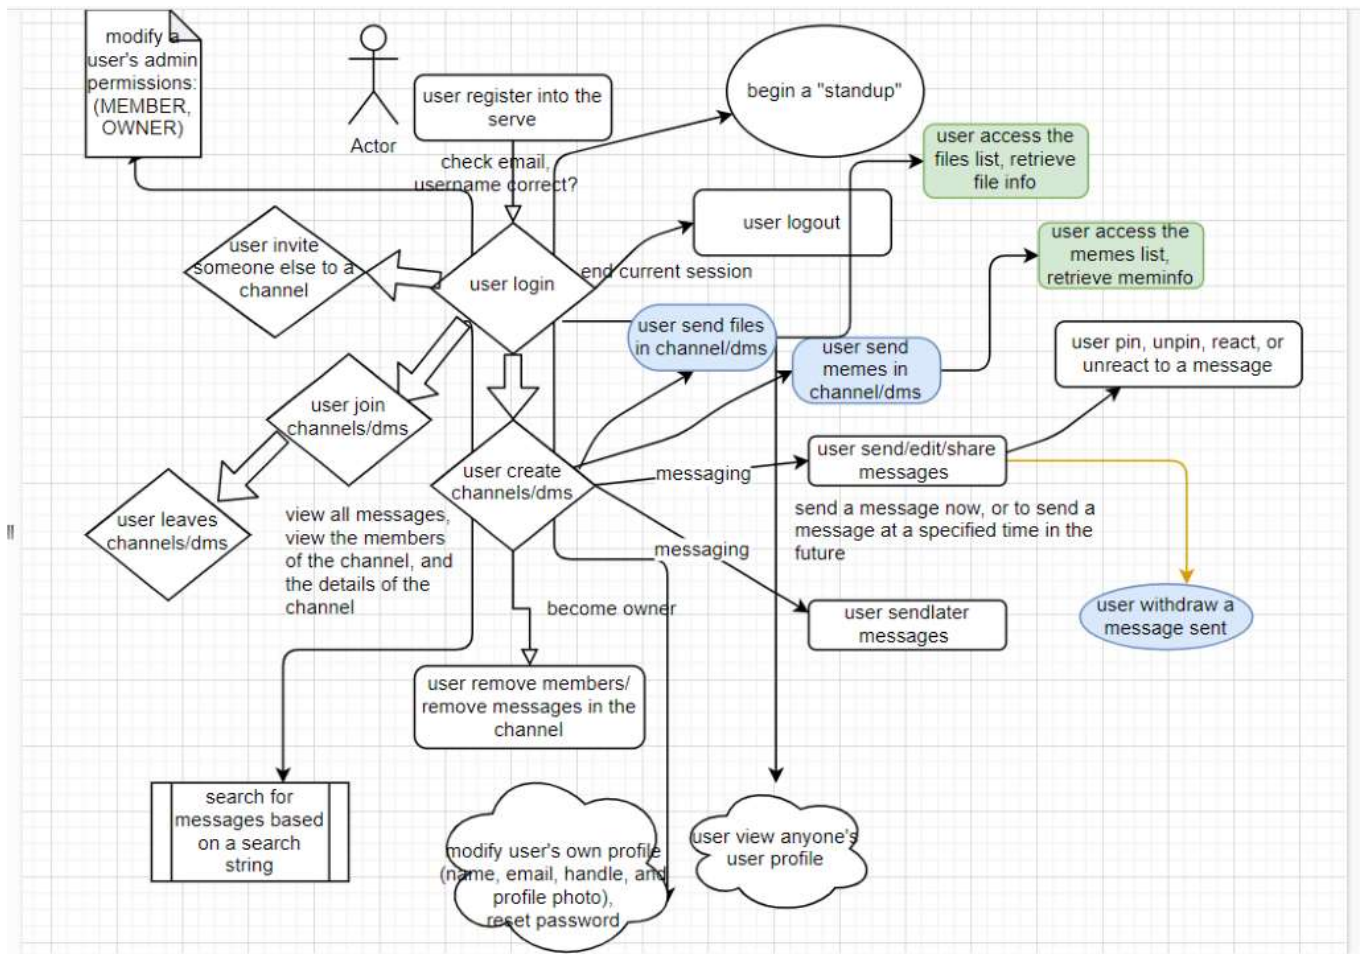 modify a
user's admin
permissions:
(MEMBER,
OWNER)
Actor
user register into the
serve
begin a "standup"
user access the
files list, retrieve
file info
check email,
username correct?
user logout
user access the
memes list,
retrieve meminfo
user invite
someone else to a
channel
user login
end current session
user send files
in channel/dms
user send
memes in
channel/dms
user pin, unpin, react, or
unreact to a message
user join
channels/dms
user create
channels/dms
messaging
user send/edit/share
messages
send a message now, or to send a
message at a specified time in the
future
user leaves
channels/dms
view all messages,
view the members
of the channel, and
the details of the
channel
messaging
become owner
user sendlater
messages
user withdraw a
message sent
user remove members/
remove messages in the
channel
search for
messages based
on a search
string
modify user's own profile
(name, email, handle, and
profile photo),
reset password
user view anyone's
user profile